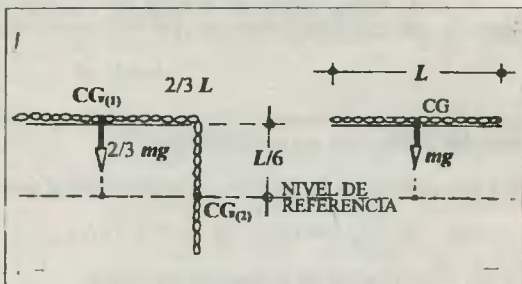 2/3 L
CG(1)
2/3 mg
L/6
CG(2)
L
CG
mg
NIVEL DE
REFERENCIA